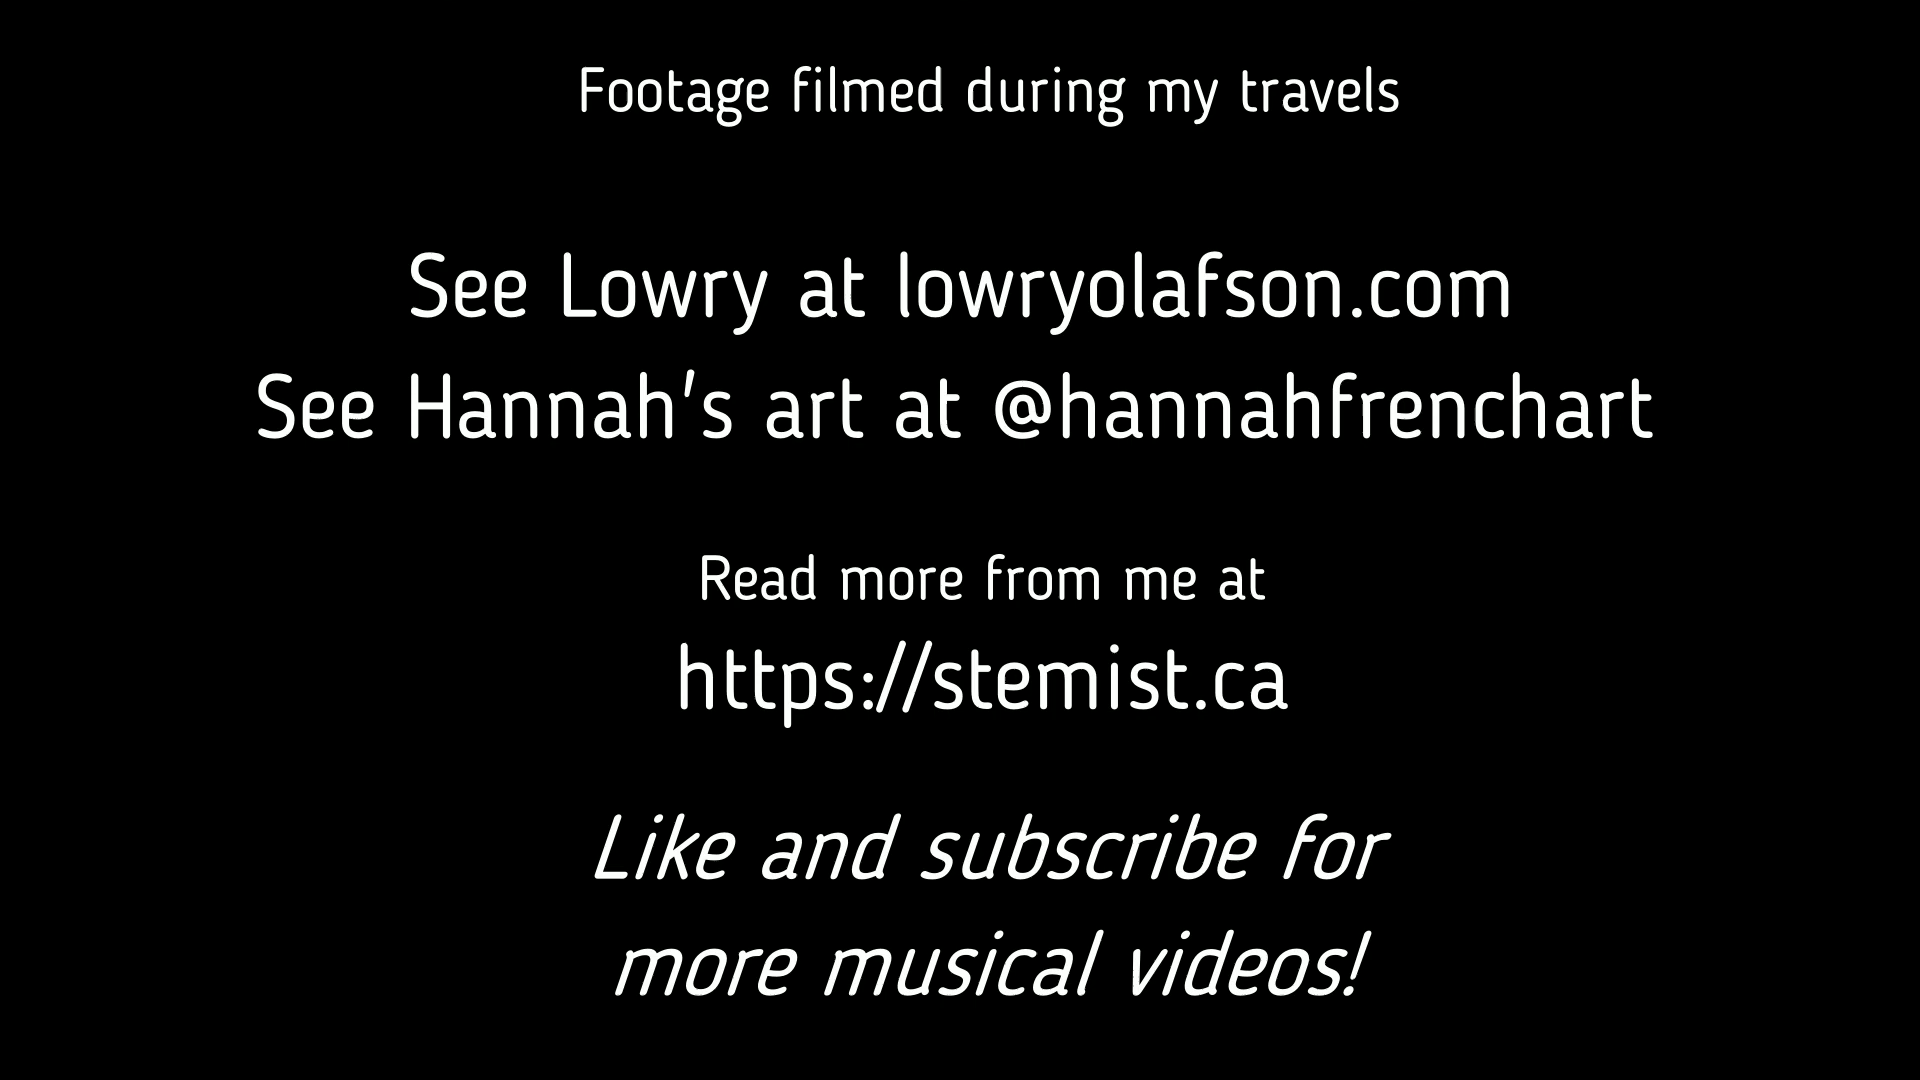 Footage filmed during my travels
See Lowry at lowryolafson.com
See Hannah's art at @hannahfrenchart
Read more from me at
https://stemist.ca
Like and subscribe for
more musical videos!